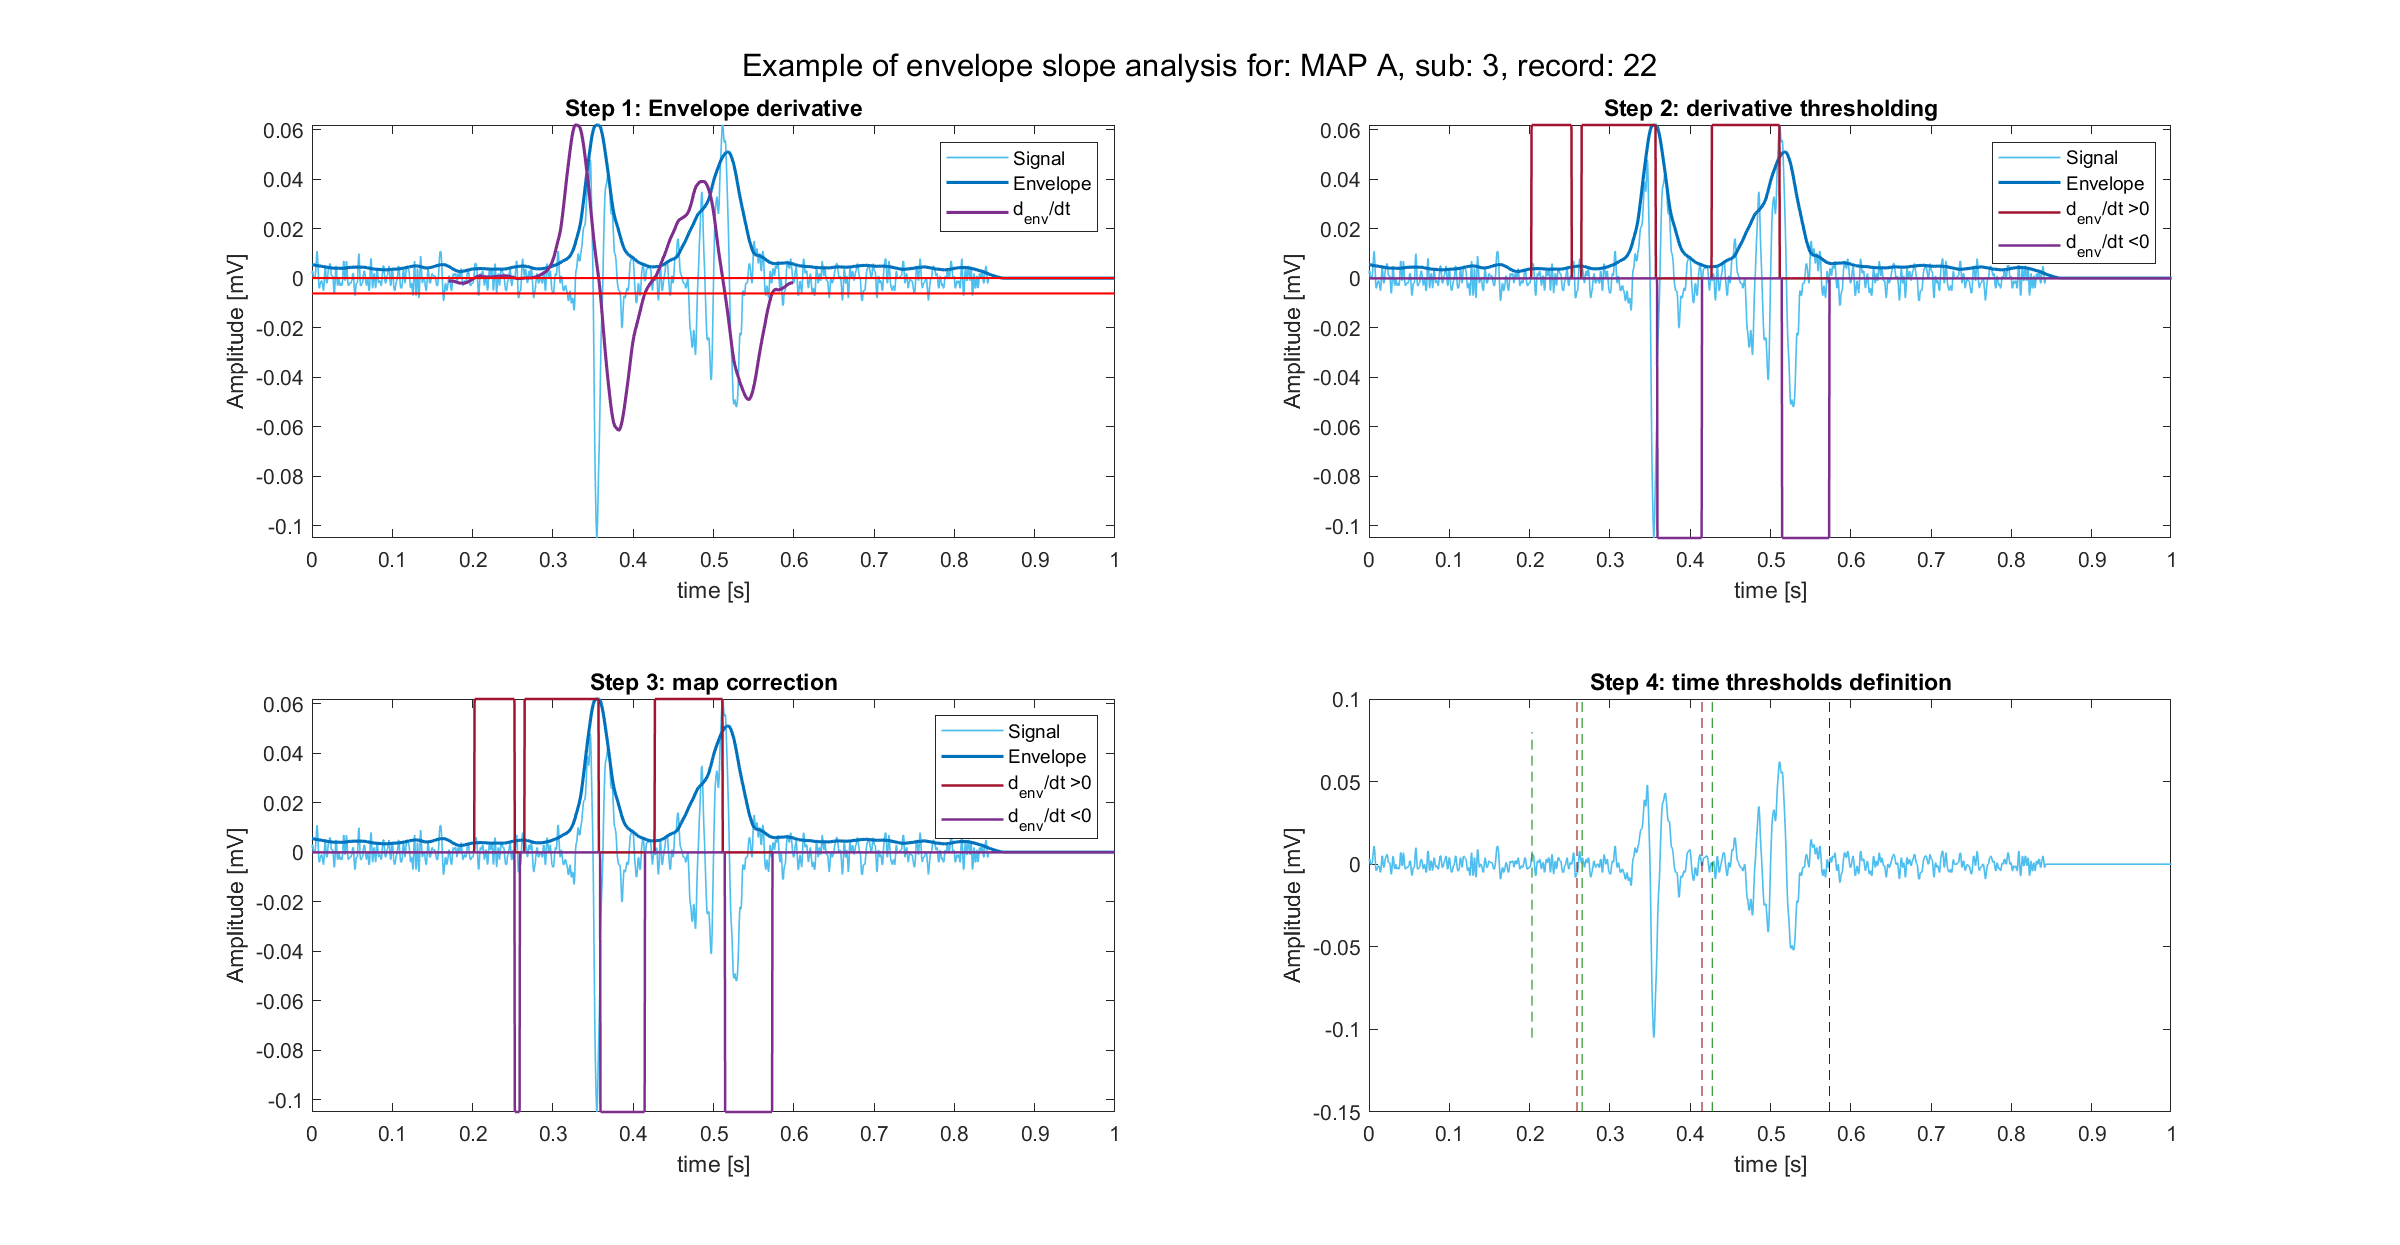 Example of envelope slope analysis for: MAP A, sub: 3, record: 22
Step 1: Envelope derivative
0.06
0.04
0.02
0
-0.02
-0.04
-0.06
-0.08
-0.1
Amplitude [mV]
0 0.1 0.2 0.3 0.4 0.5 0.6 0.7 0.8 0.9 1
time [s]
Signal
Envelope
d_env/dt
Step 2: derivative thresholding
0.06
0.04
0.02
0
-0.02
-0.04
-0.06
-0.08
-0.1
Amplitude [mV]
0 0.1 0.2 0.3 0.4 0.5 0.6 0.7 0.8 0.9 1
time [s]
Signal
Envelope
d_env/dt >0
d_env/dt <0
Step 3: map correction
0.06
0.04
0.02
0
-0.02
-0.04
-0.06
-0.08
-0.1
Amplitude [mV]
0 0.1 0.2 0.3 0.4 0.5 0.6 0.7 0.8 0.9 1
time [s]
Signal
Envelope
d_env/dt >0
d_env/dt <0
Step 4: time thresholds definition
0.1
0.05
0
-0.05
-0.1
-0.15
Amplitude [mV]
0 0.1 0.2 0.3 0.4 0.5 0.6 0.7 0.8 0.9 1
time [s]